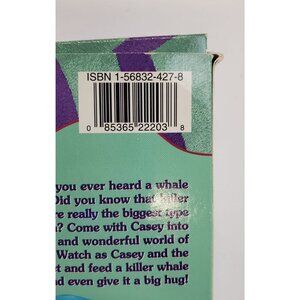 ISBN 1-56832-427-8
0 85365 22203 8
you ever heard a whale
Did you know that killer
re really the biggest type
? Come with Casey into
and wonderful world of
Watch as Casey and the
t and feed a killer whale
nd even give it a big hug!